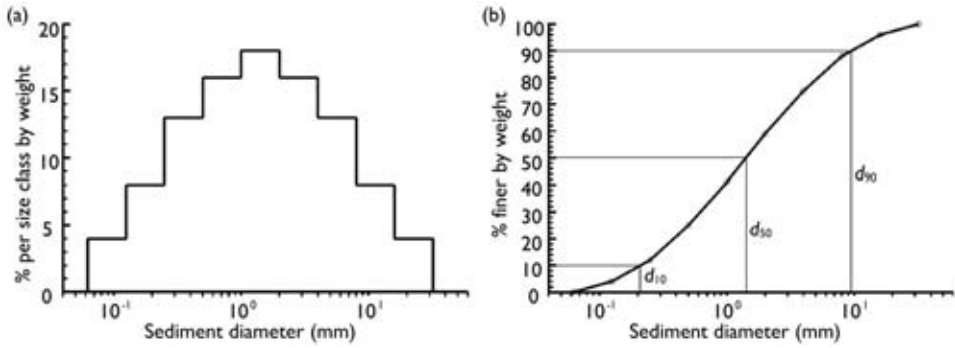 (a)
20
15
10
5
0
% per size class by weight
10⁻¹ 10⁰ 10¹
Sediment diameter (mm)
(b)
100
90
80
70
60
50
40
30
20
10
0
% finer by weight
d₁₀
d₅₀
d₉₀
10⁻¹ 10⁰ 10¹
Sediment diameter (mm)